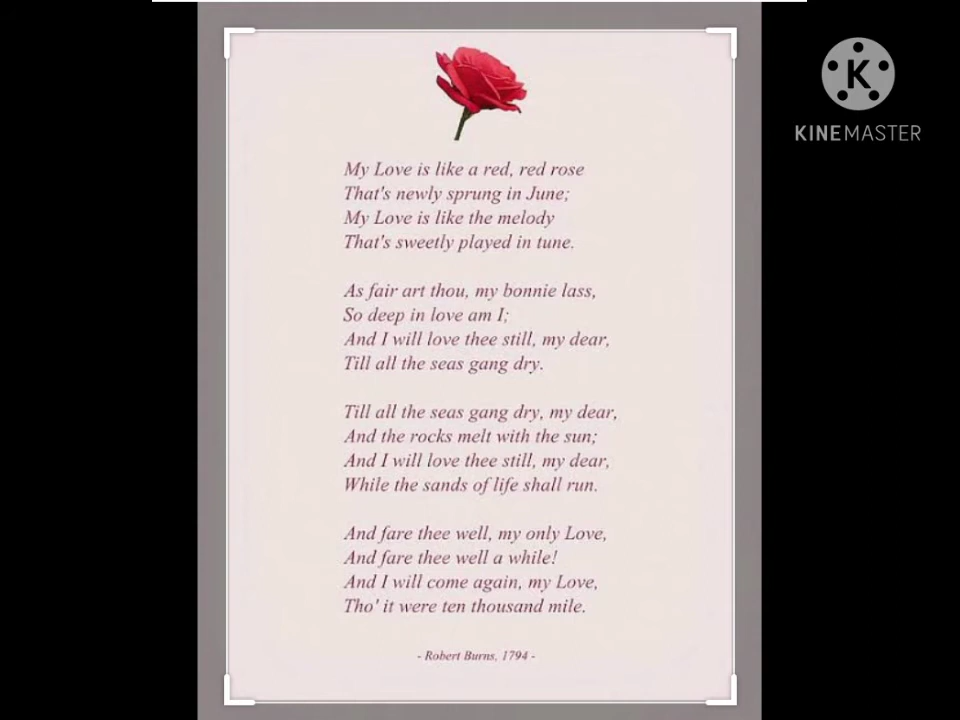 My Love is like a red, red rose
That's newly sprung in June;
My Love is like the melody
That's sweetly played in tune.
As fair art thou, my bonnie lass,
So deep in love am I;
And I will love thee still, my dear,
Till all the seas gang dry.
Till all the seas gang dry, my dear,
And the rocks melt with the sun;
And I will love thee still, my dear,
While the sands of life shall run.
And fare thee well, my only Love,
And fare thee well a while!
And I will come again, my Love,
Tho' it were ten thousand mile.
- Robert Burns, 1794 -
K
KINEMASTER